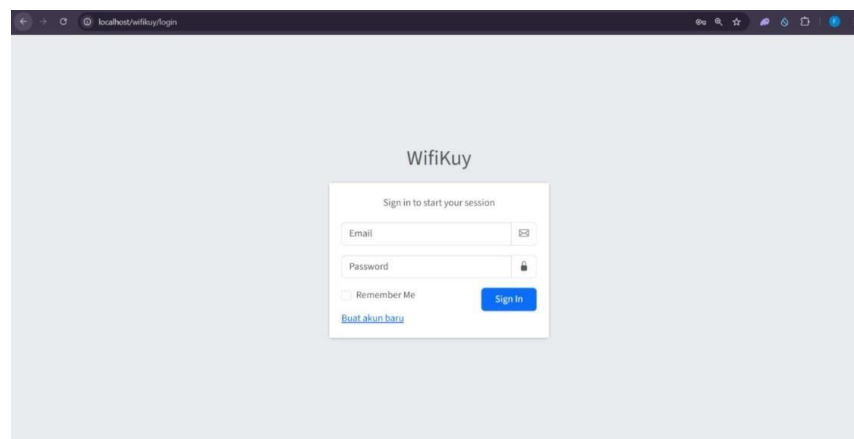 localhost/wifikuy/login
WifiKuy
Sign in to start your session
Email
Password
Remember Me
Sign In
Buat akun baru